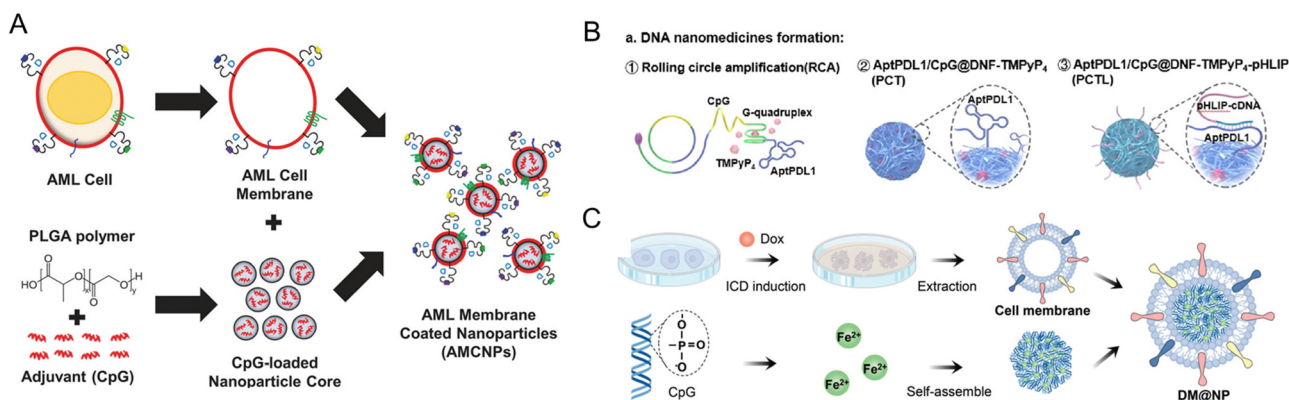 A
AML Cell
AML Cell
Membrane
PLGA polymer
HO
O
O
O
O
H
x
y
Adjuvant (CpG)
CpG-loaded
Nanoparticle Core
AML Membrane
Coated Nanoparticles
(AMCNPs)
B
a. DNA nanomedicines formation:
① Rolling circle amplification(RCA)
CpG
G-quadruplex
TMPyP₄
AptPDL1
② AptPDL1/CpG@DNF-TMPyP₄
(PCT)
AptPDL1
③ AptPDL1/CpG@DNF-TMPyP₄-pHLIP
(PCTL)
pHLIP-cDNA
AptPDL1
C
Dox
ICD induction
Extraction
Cell membrane
O
–P=O
O
CpG
Fe²⁺
Fe²⁺
Fe²⁺
Self-assemble
DM@NP